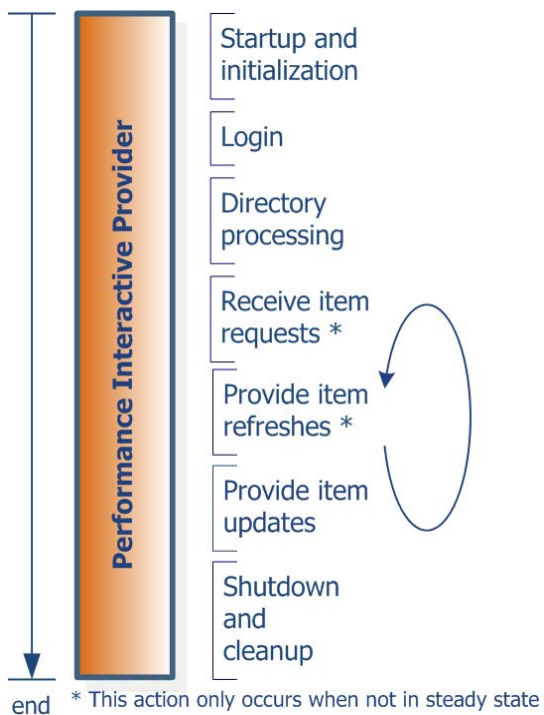 Performance Interactive Provider
Startup and
initialization
Login
Directory
processing
Receive item
requests *
Provide item
refreshes *
Provide item
updates
Shutdown
and
cleanup
end
* This action only occurs when not in steady state